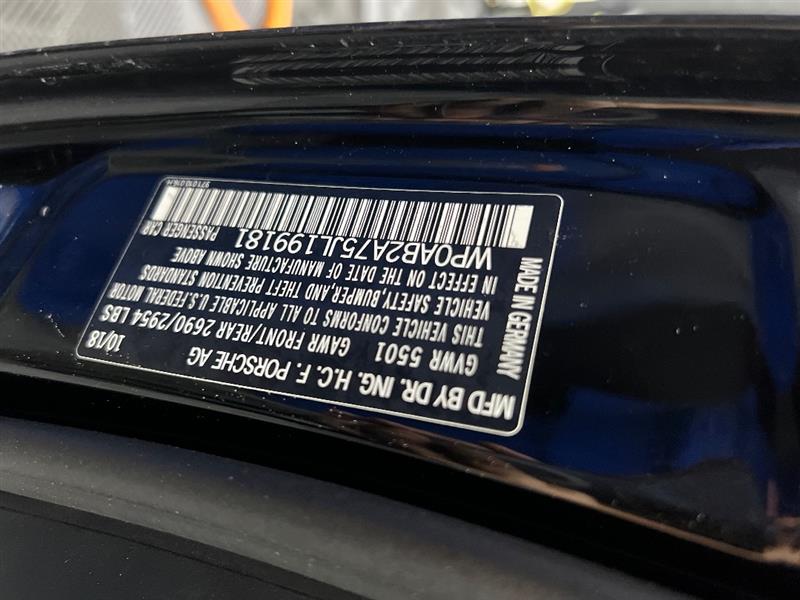 MFD BY DR. ING. H.C. F. PORSCHE AG
10/18
GVWR 5501
GAWR FRONT/REAR 2690/2954 LBS
THIS VEHICLE CONFORMS TO ALL APPLICABLE U.S.FEDERAL MOTOR
VEHICLE SAFETY,BUMPER,AND THEFT PREVENTION STANDARDS
IN EFFECT ON THE DATE OF MANUFACTURE SHOWN ABOVE
MADE IN GERMANY
WP0AB2A75JL199181
PASSENGER CAR